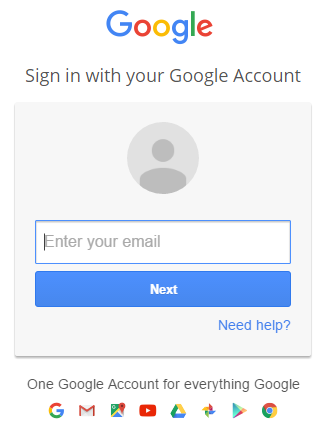 Google
Sign in with your Google Account
Enter your email
Next
Need help?
One Google Account for everything Google